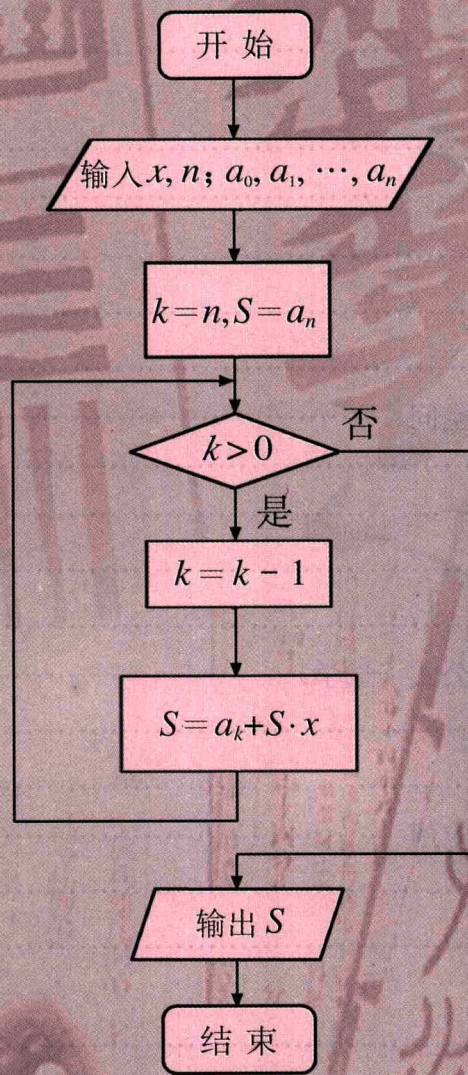 开始
输入x, n; a₀, a₁, …, aₙ
k=n, S=aₙ
k>0
否
是
k=k-1
S=aₖ+S·x
输出S
结束